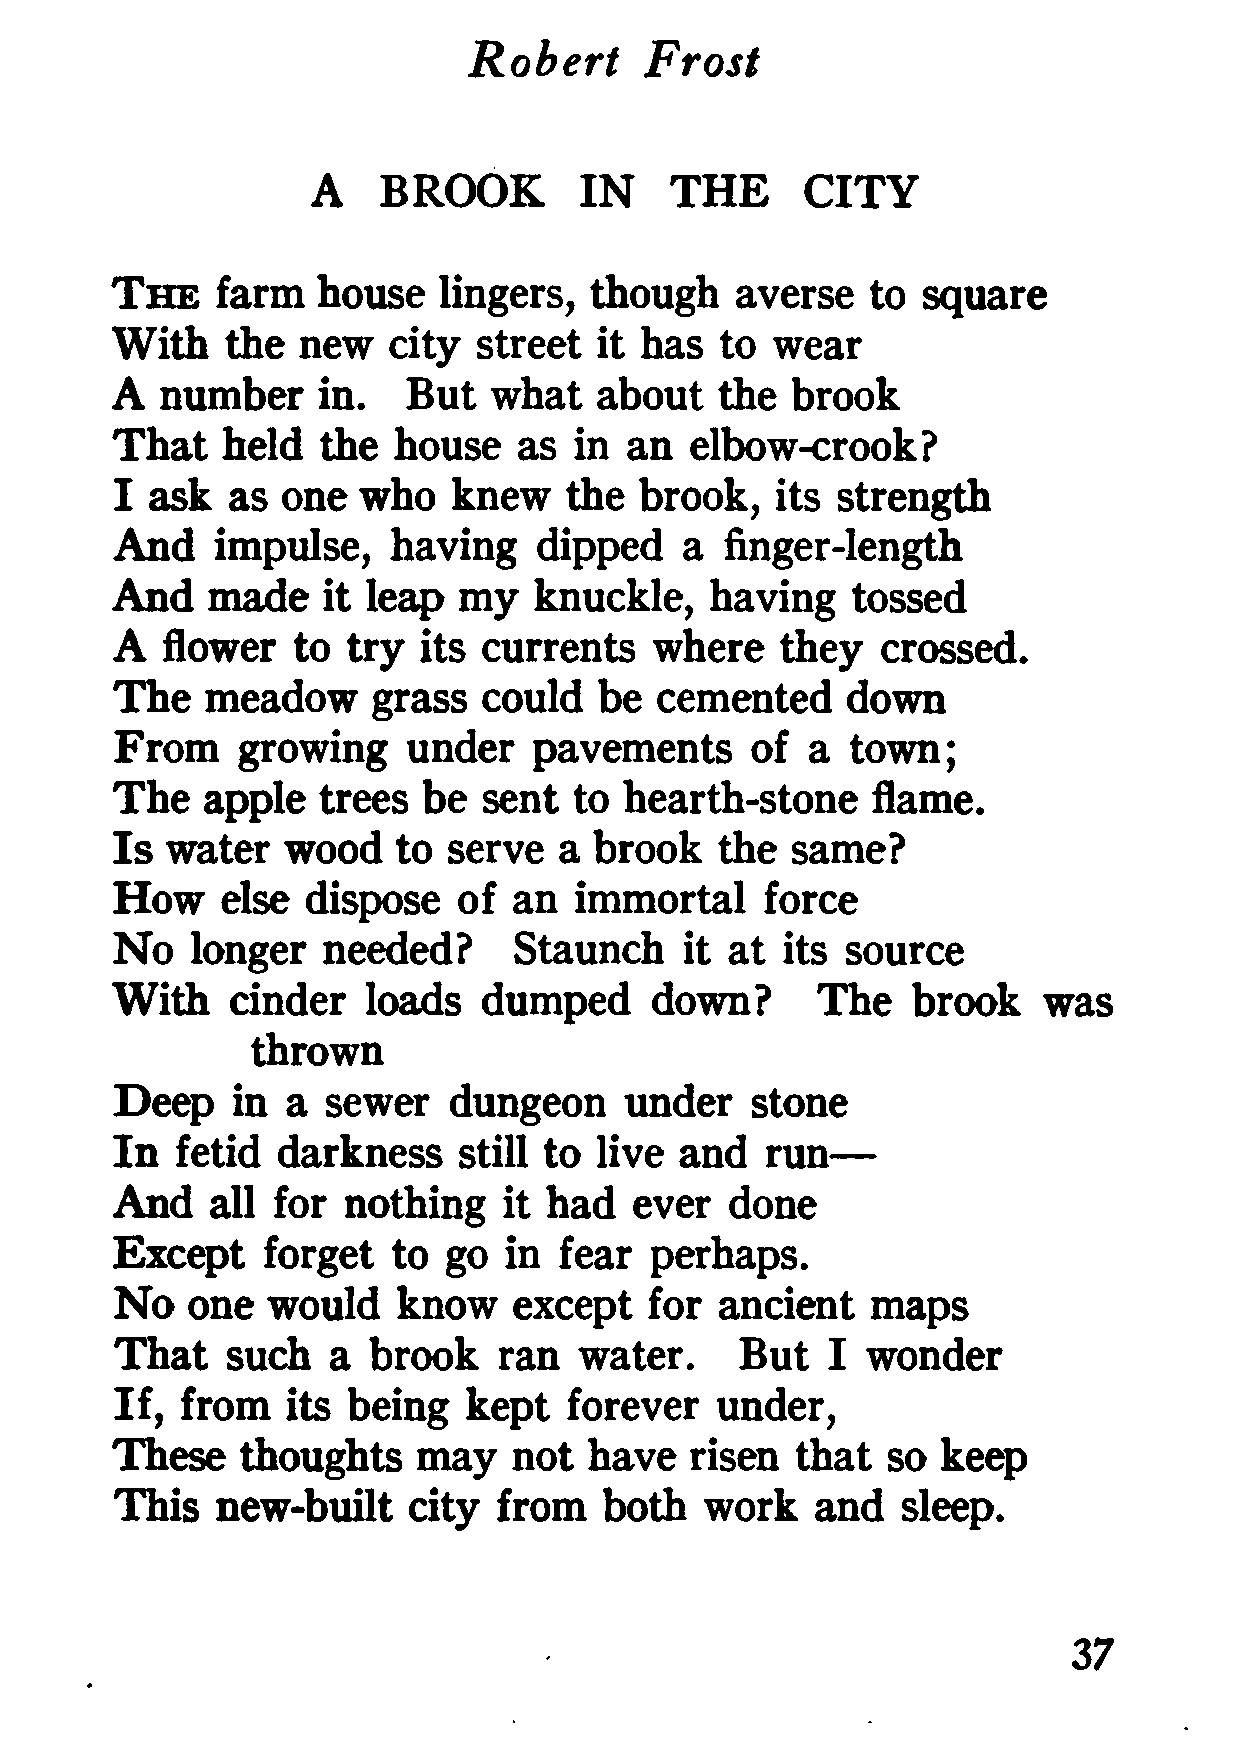 Robert Frost
A BROOK IN THE CITY
THE farm house lingers, though averse to square
With the new city street it has to wear
A number in. But what about the brook
That held the house as in an elbow-crook?
I ask as one who knew the brook, its strength
And impulse, having dipped a finger-length
And made it leap my knuckle, having tossed
A flower to try its currents where they crossed.
The meadow grass could be cemented down
From growing under pavements of a town;
The apple trees be sent to hearth-stone flame.
Is water wood to serve a brook the same?
How else dispose of an immortal force
No longer needed? Staunch it at its source
With cinder loads dumped down? The brook was
thrown
Deep in a sewer dungeon under stone
In fetid darkness still to live and run—
And all for nothing it had ever done
Except forget to go in fear perhaps.
No one would know except for ancient maps
That such a brook ran water. But I wonder
If, from its being kept forever under,
These thoughts may not have risen that so keep
This new-built city from both work and sleep.
37